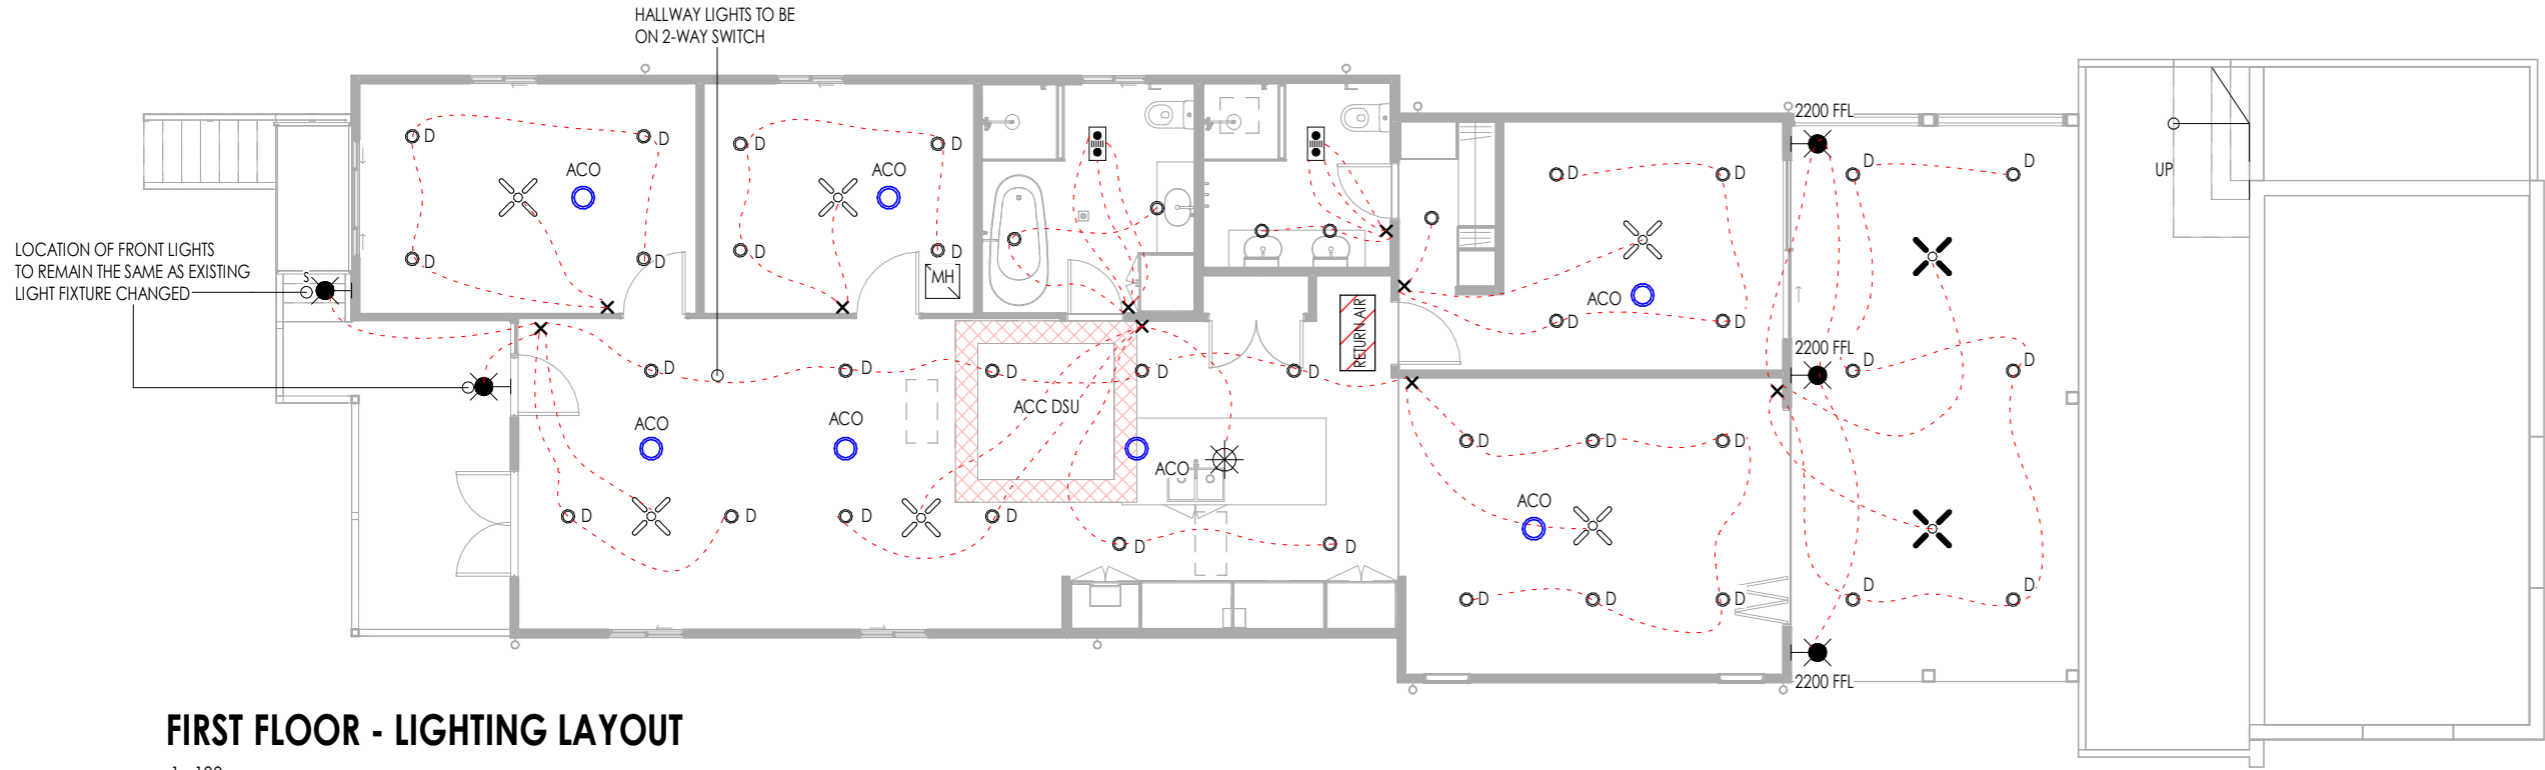 HALLWAY LIGHTS TO BE
ON 2-WAY SWITCH
2200 FFL
D
D
D
D
ACO
ACO
D
D
D
D
UP
LOCATION OF FRONT LIGHTS
TO REMAIN THE SAME AS EXISTING
LIGHT FIXTURE CHANGED
S
D
D
D
D
MH
ACO
D
D
RETURN AIR
2200 FFL
D
D
D
D
D
D
D
ACC DSU
ACO
ACO
ACO
D
D
D
ACO
D
D
D
D
D
D
D
D
D
D
D
D
2200 FFL
FIRST FLOOR - LIGHTING LAYOUT